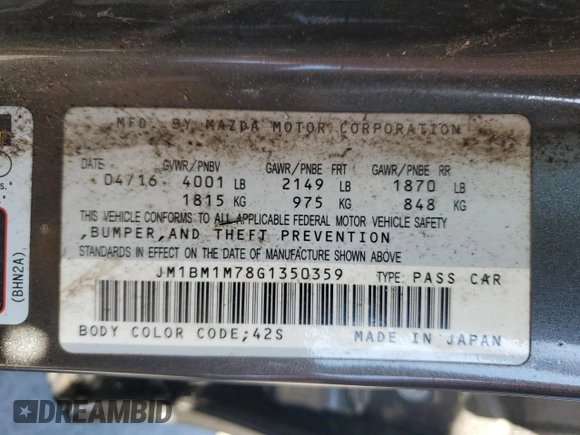 MFD. BY MAZDA MOTOR CORPORATION
DATE GVWR/PNBV GAWR/PNBE FRT GAWR/PNBE RR
04/16 4001 LB 2149 LB 1870 LB
1815 KG 975 KG 848 KG
THIS VEHICLE CONFORMS TO ALL APPLICABLE FEDERAL MOTOR VEHICLE SAFETY
,BUMPER,AND THEFT PREVENTION
STANDARDS IN EFFECT ON THE DATE OF MANUFACTURE SHOWN ABOVE
JM1BM1M78G1350359 TYPE: PASS CAR
BODY COLOR CODE;42S MADE IN JAPAN
s.
(BHN2A)
DREAMBID